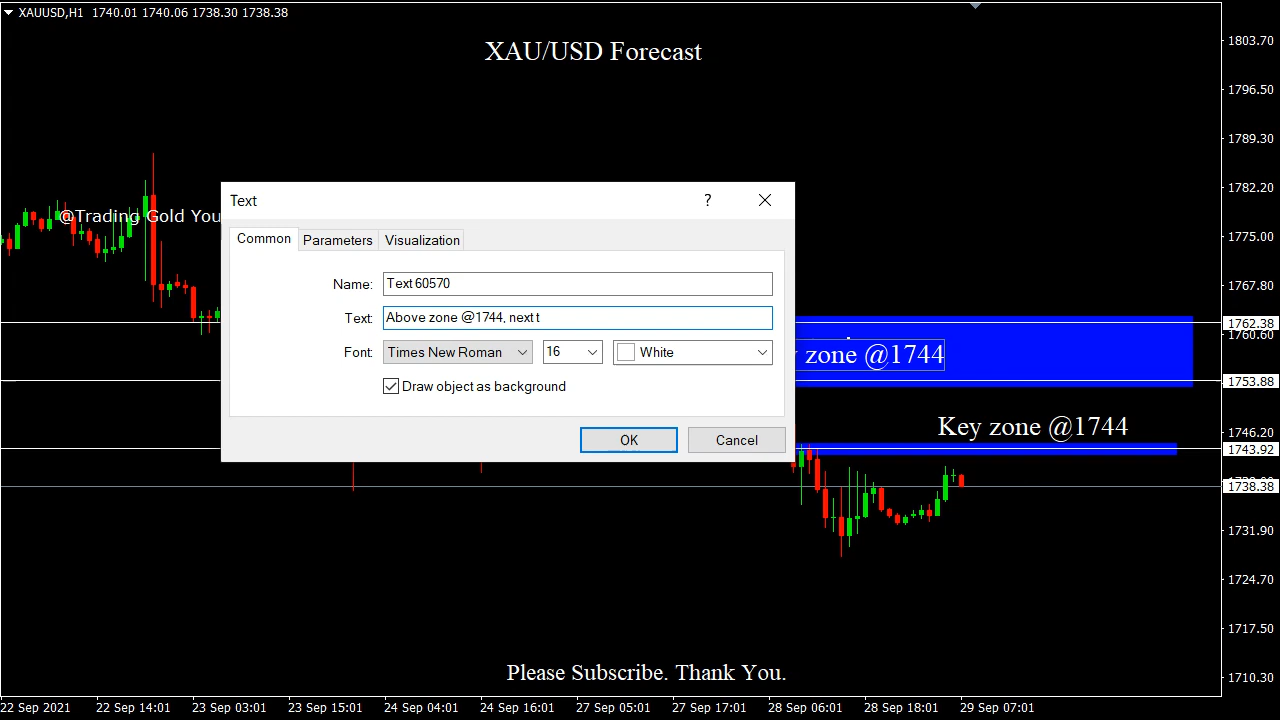 XAUUSD,H1 1740.01 1740.06 1738.30 1738.38
XAU/USD Forecast
1803.70
1796.50
1789.30
1782.20
1775.00
1767.80
1762.38
1760.60
1753.88
1746.20
1743.92
1738.38
1731.90
1724.70
1717.50
1710.30
@Trading Gold You
Text
?
Common
Parameters
Visualization
Name:
Text 60570
Text:
Above zone @1744, next t
Font:
Times New Roman
16
White
Draw object as background
OK
Cancel
zone @1744
Key zone @1744
Please Subscribe. Thank You.
22 Sep 2021
22 Sep 14:01
23 Sep 03:01
23 Sep 15:01
24 Sep 04:01
24 Sep 16:01
27 Sep 05:01
27 Sep 17:01
28 Sep 06:01
28 Sep 18:01
29 Sep 07:01